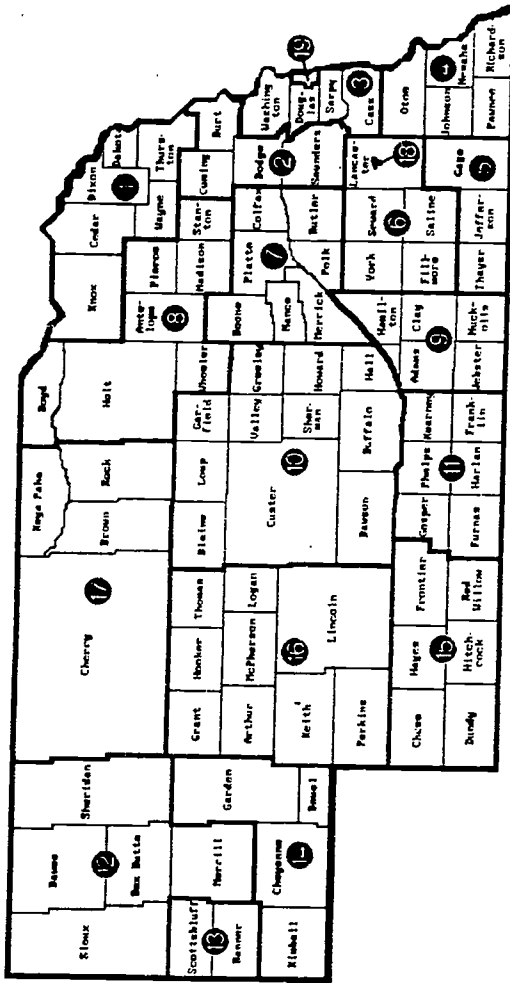 Sioux
Dawes
Box Butte
Sheridan
12
Scottsbluff
Banner
13
Morrill
Garden
Kimball
Cheyenne
14
Deuel
Cherry
17
Keya Paha
Brown
Rock
Boyd
Holt
Knox
Cedar
Dixon
Dakota
1
Wayne
Thurs-
ton
Grant
Hooker
Thomas
Arthur
McPherson
Logan
16
Keith
Lincoln
Perkins
Blaine
Loup
Gar-
field
Wheeler
Custer
10
Valley
Greeley
Sher-
man
Howard
Dawson
Buffalo
Hall
Ante-
lope
8
Pierce
Madison
Stan-
ton
Cuming
Burt
Boone
Nance
Merrick
Platte
7
Colfax
Polk
Butler
Dodge
2
Saunders
Washing
ton
Doug-
las
19
Sarpy
Cass
3
Chase
Hayes
Frontier
15
Dundy
Hitch-
cock
Red
Willow
Gosper
Phelps
Kearney
11
Furnas
Harlan
Frank-
lin
Hamil-
ton
Adams
Clay
9
Webster
Nuck-
olls
York
Seward
6
Fill-
more
Saline
Thayer
Jeffer-
son
Lancas-
ter
18
Gage
5
Otoe
Johnson
Nemaha
4
Pawnee
Richard-
son